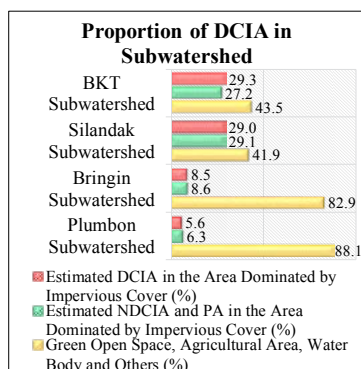 Proportion of DCIA in
Subwatershed
BKT
Subwatershed
29.3
27.2
43.5
Silandak
Subwatershed
29.0
29.1
41.9
Bringin
Subwatershed
8.5
8.6
82.9
Plumbon
Subwatershed
5.6
6.3
88.1
Estimated DCIA in the Area Dominated by
Impervious Cover (%)
Estimated NDCIA and PA in the Area
Dominated by Impervious Cover (%)
Green Open Space, Agricultural Area, Water
Body and Others (%)